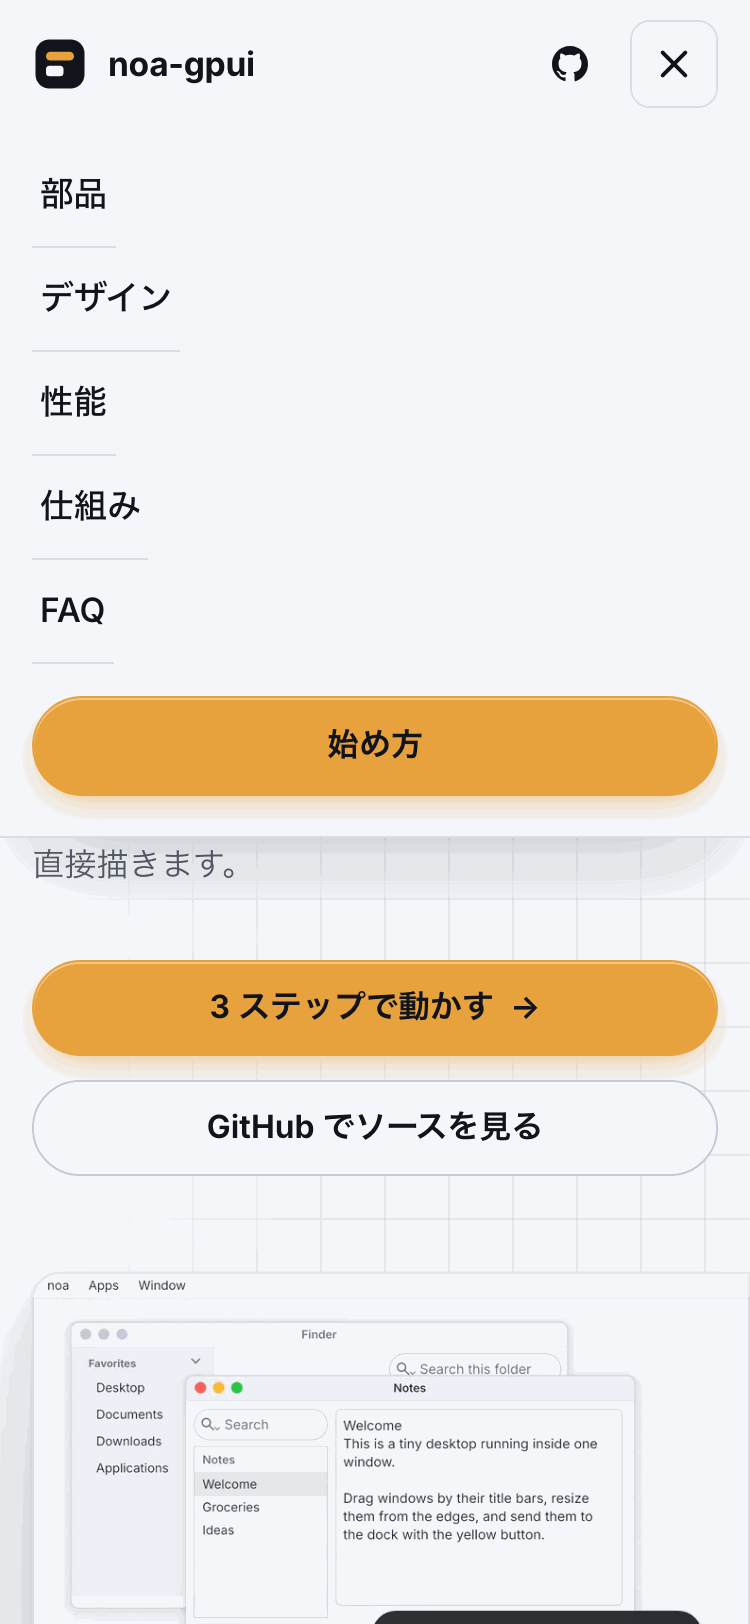 noa-gpui
部品
デザイン
性能
仕組み
FAQ
始め方
直接描きます。
3 ステップで動かす →
GitHub でソースを見る
noa Apps Window
Finder
Favorites
Search this folder
Desktop
Documents
Downloads
Applications
Notes
Search
Notes
Welcome
Groceries
Ideas
Welcome
This is a tiny desktop running inside one
window.
Drag windows by their title bars, resize
them from the edges, and send them to
the dock with the yellow button.